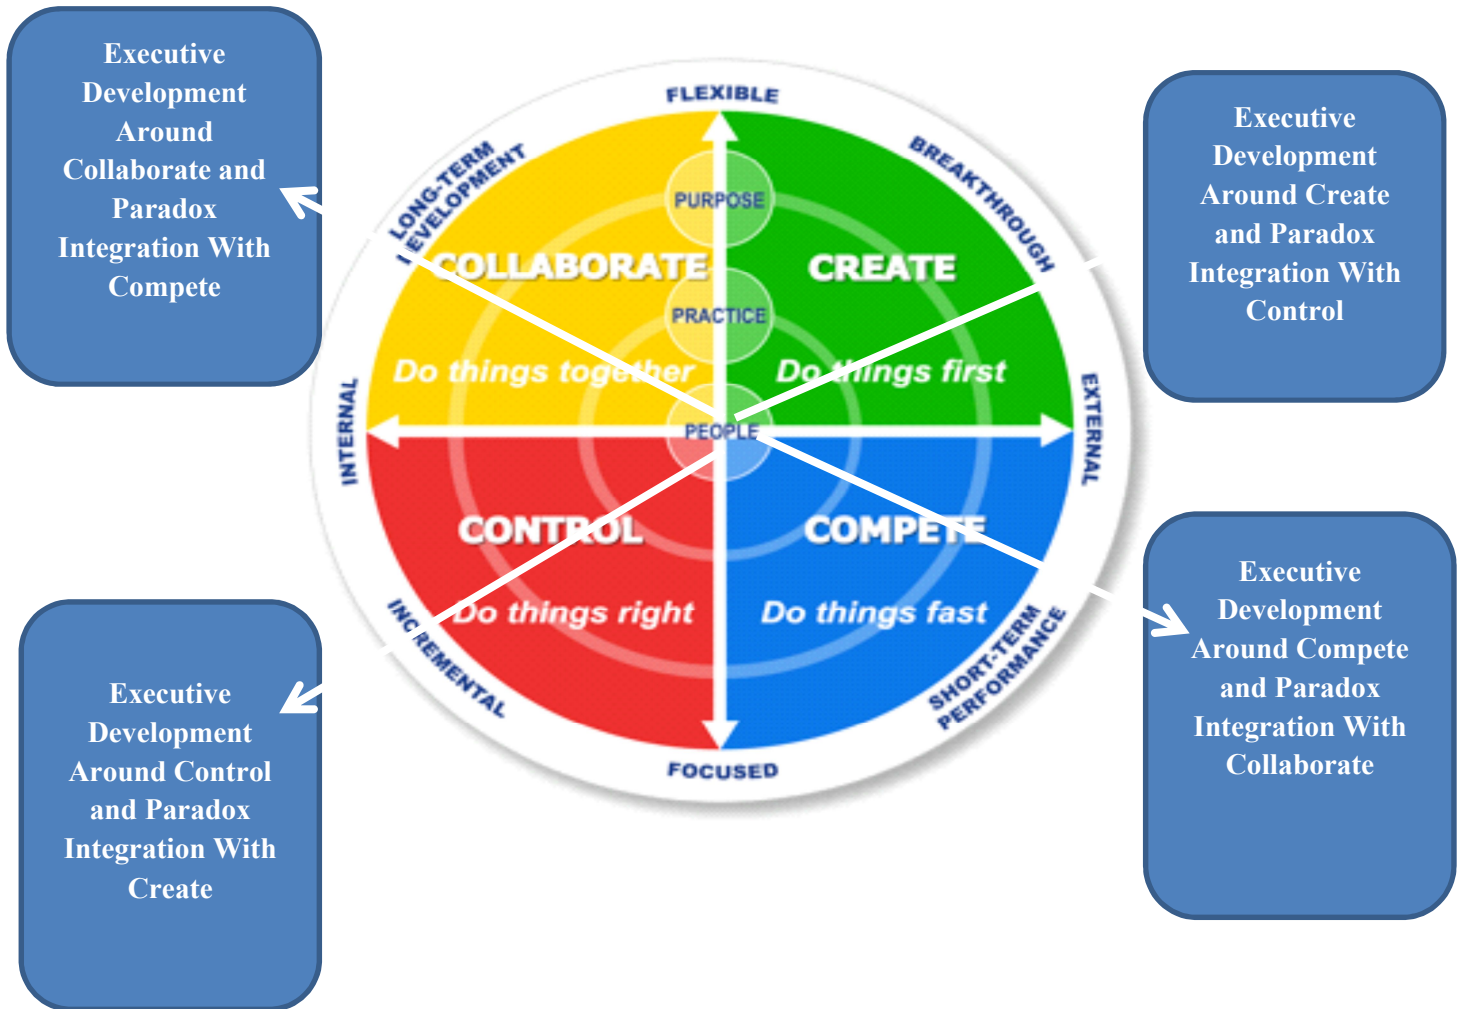 Executive
Development
Around
Collaborate and
Paradox
Integration With
Compete
Executive
Development
Around Create
and Paradox
Integration With
Control
FLEXIBLE
LONG-TERM
DEVELOPMENT
BREAKTHROUGH
PURPOSE
COLLABORATE
CREATE
PRACTICE
Do things together
Do things first
INTERNAL
PEOPLE
EXTERNAL
CONTROL
COMPETE
Do things right
Do things fast
INCREMENTAL
SHORT-TERM
PERFORMANCE
FOCUSED
Executive
Development
Around Control
and Paradox
Integration With
Create
Executive
Development
Around Compete
and Paradox
Integration With
Collaborate